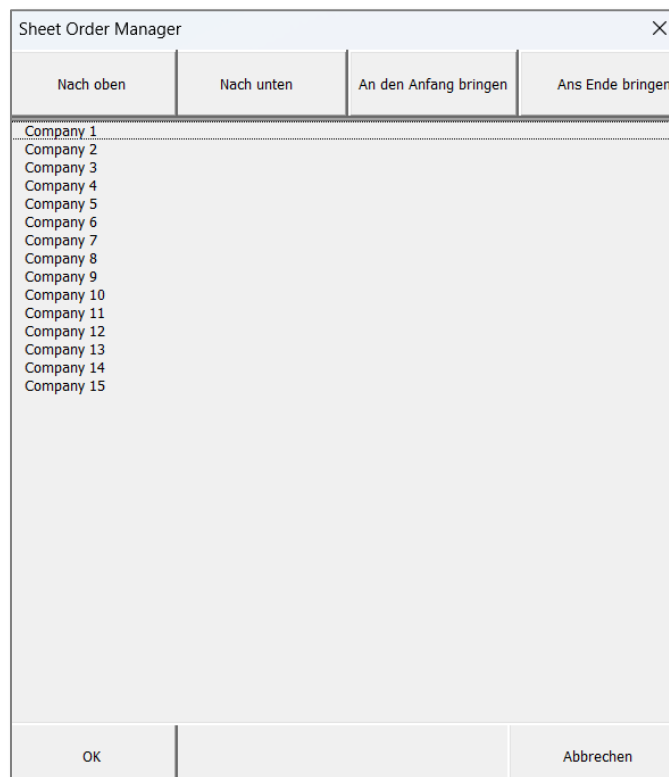 Sheet Order Manager
Nach oben
Nach unten
An den Anfang bringen
Ans Ende bringen
Company 1
Company 2
Company 3
Company 4
Company 5
Company 6
Company 7
Company 8
Company 9
Company 10
Company 11
Company 12
Company 13
Company 14
Company 15
OK
Abbrechen